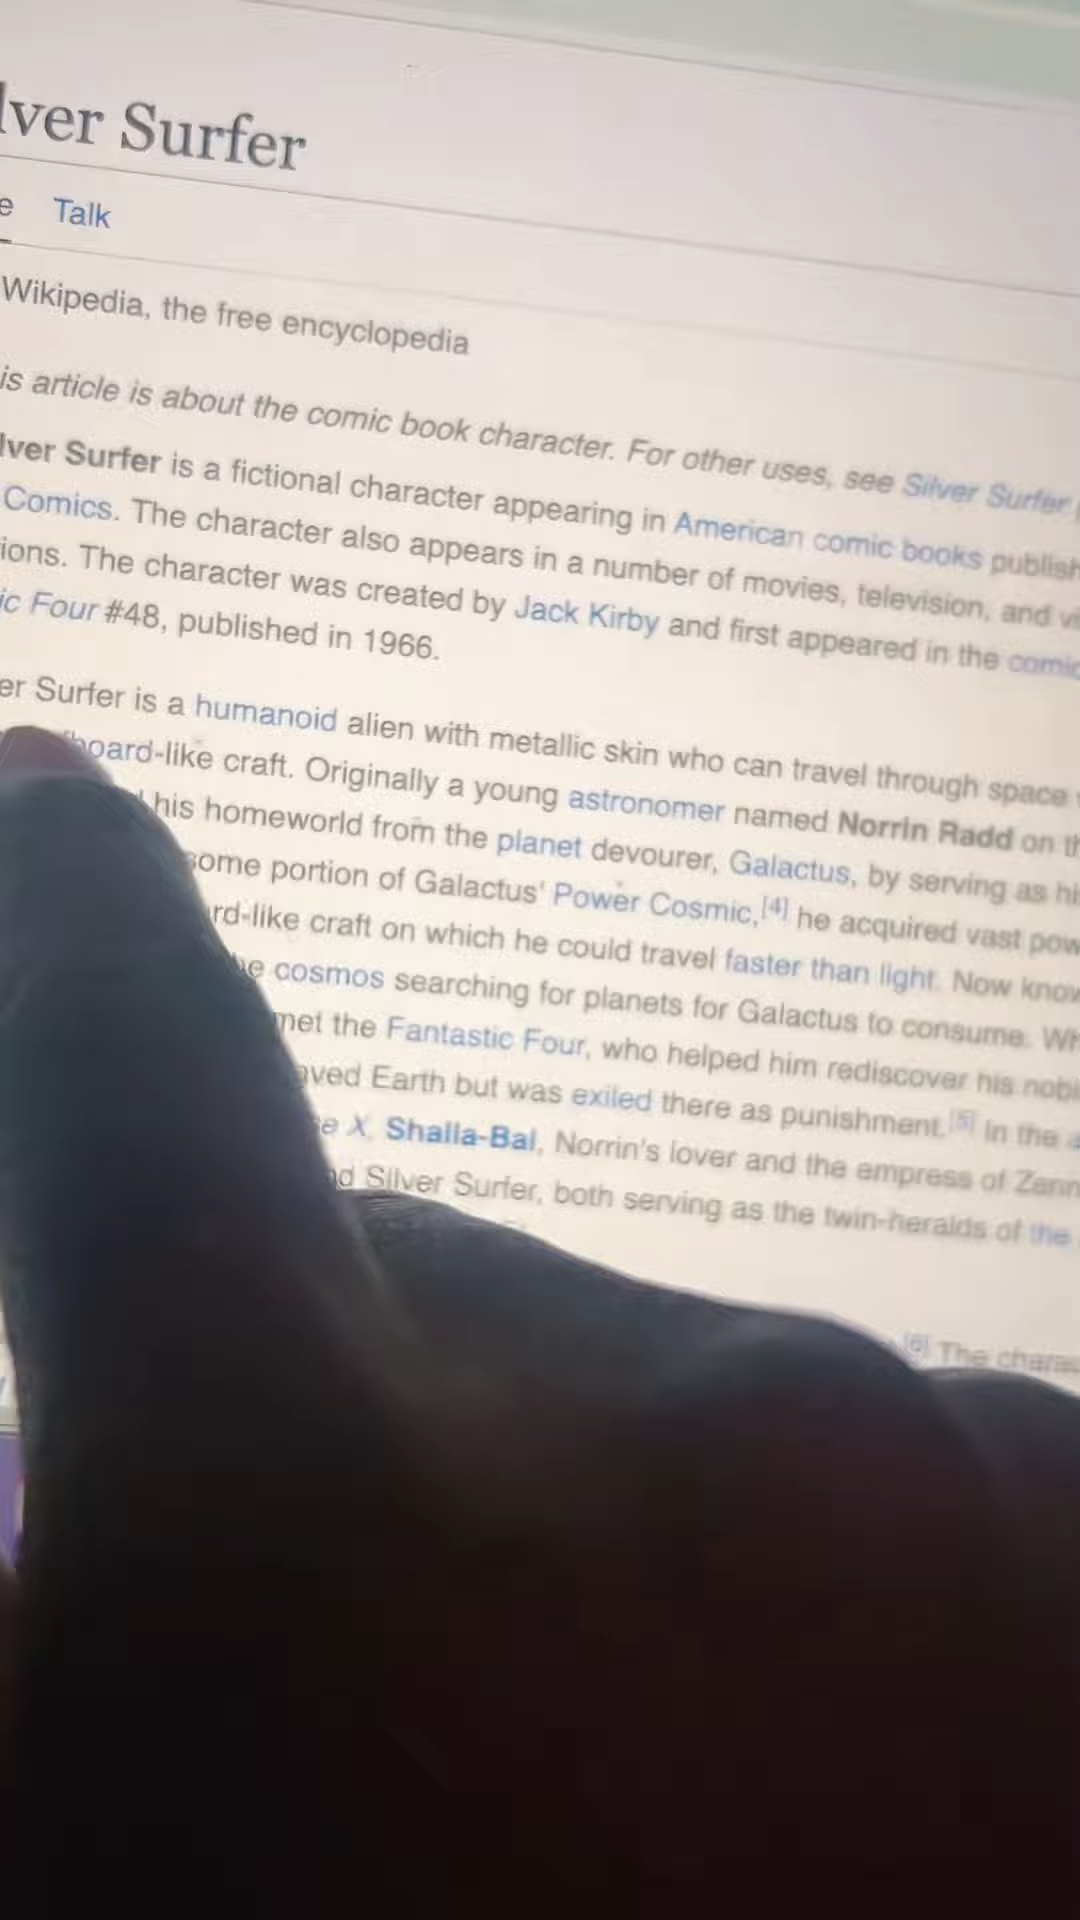 lver Surfer
e Talk
Wikipedia, the free encyclopedia
is article is about the comic book character. For other uses, see Silver Surfer
lver Surfer is a fictional character appearing in American comic books publish
Comics. The character also appears in a number of movies, television, and vi
ions. The character was created by Jack Kirby and first appeared in the comic
ic Four #48, published in 1966.
er Surfer is a humanoid alien with metallic skin who can travel through space
board-like craft. Originally a young astronomer named Norrin Radd on th
his homeworld from the planet devourer, Galactus, by serving as hi
some portion of Galactus' Power Cosmic,[4] he acquired vast pow
rd-like craft on which he could travel faster than light. Now know
he cosmos searching for planets for Galactus to consume. Wh
met the Fantastic Four, who helped him rediscover his nobi
aved Earth but was exiled there as punishment.[5] In the a
e X, Shalla-Bal, Norrin's lover and the empress of Zenn
nd Silver Surfer, both serving as the twin-heralds of the
[6] The charac